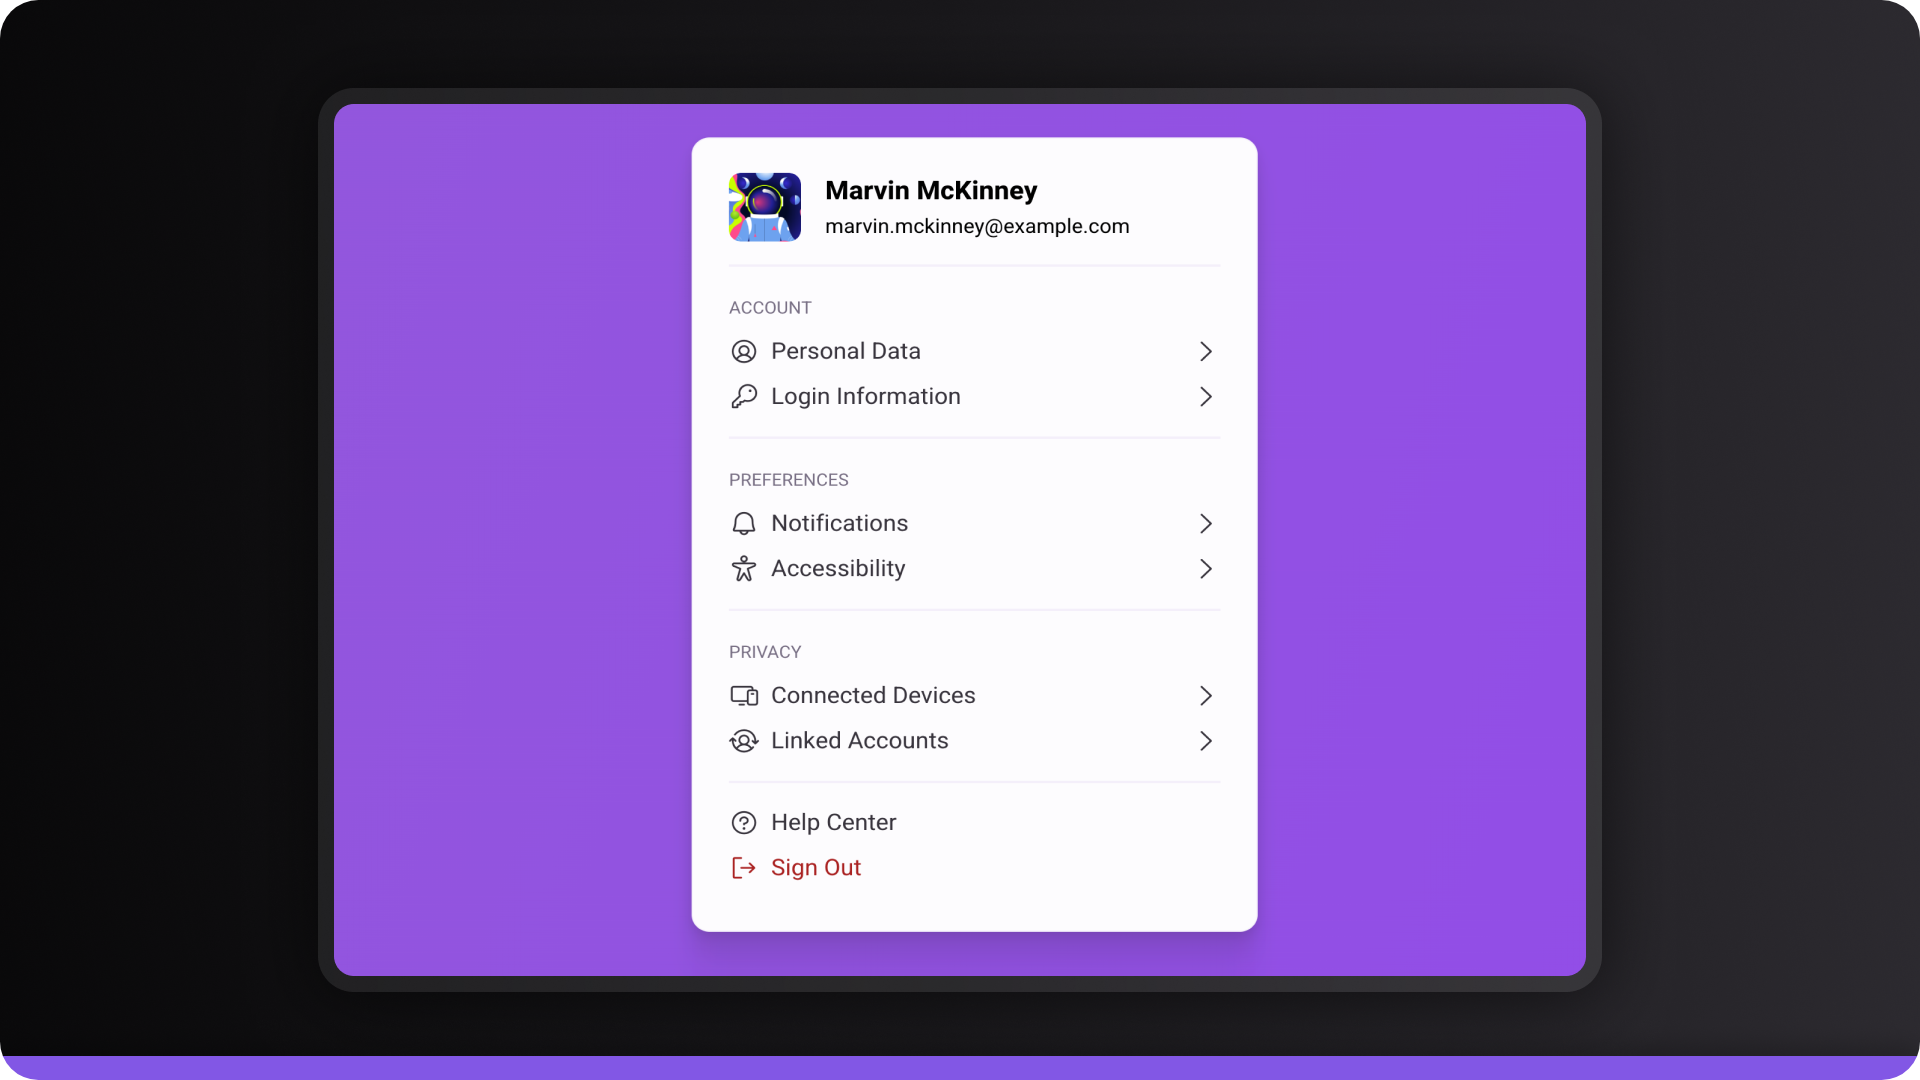 Marvin McKinney
marvin.mckinney@example.com
ACCOUNT
Personal Data
Login Information
PREFERENCES
Notifications
Accessibility
PRIVACY
Connected Devices
Linked Accounts
Help Center
Sign Out